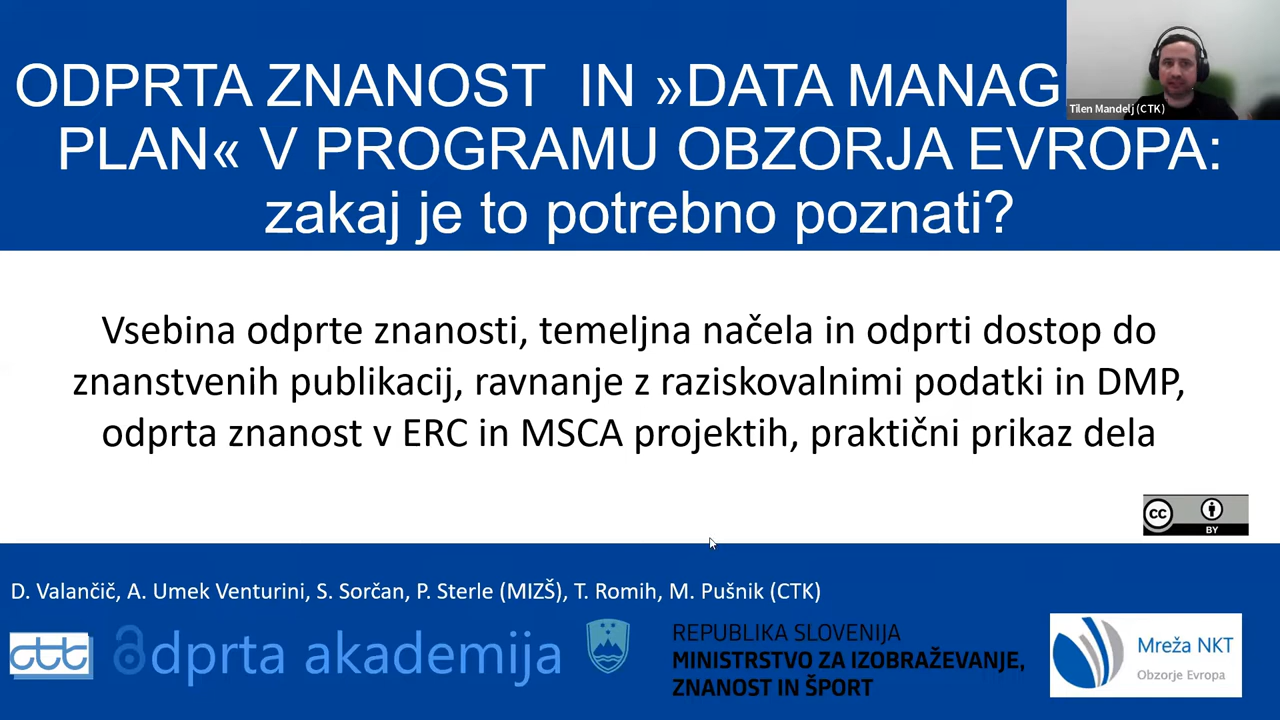 ODPRTA ZNANOST IN »DATA MANAG
PLAN« V PROGRAMU OBZORJA EVROPA:
zakaj je to potrebno poznati?
Tilen Mandelj (CTK)
Vsebina odprte znanosti, temeljna načela in odprti dostop do
znanstvenih publikacij, ravnanje z raziskovalnimi podatki in DMP,
odprta znanost v ERC in MSCA projektih, praktični prikaz dela
cc
BY
D. Valančič, A. Umek Venturini, S. Sorčan, P. Sterle (MIZŠ), T. Romih, M. Pušnik (CTK)
ctk
dprta akademija
REPUBLIKA SLOVENIJA
MINISTRSTVO ZA IZOBRAŽEVANJE,
ZNANOST IN ŠPORT
Mreža NKT
Obzorje Evropa